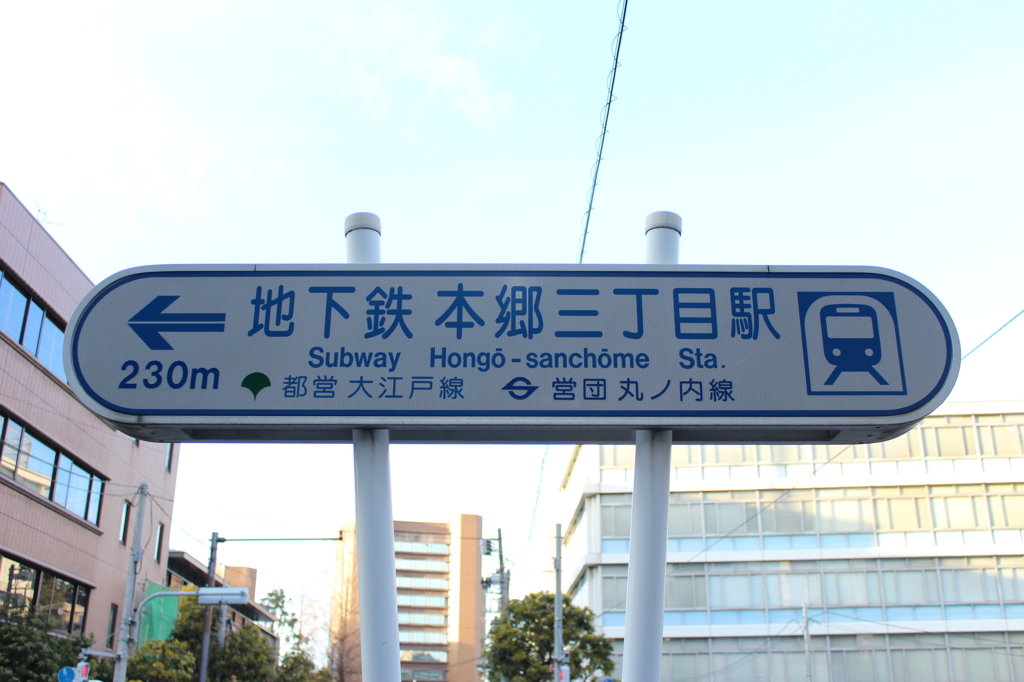 地下鉄 本郷三丁目駅
Subway Hongō-sanchōme Sta.
230m
都営 大江戸線 営団 丸ノ内線